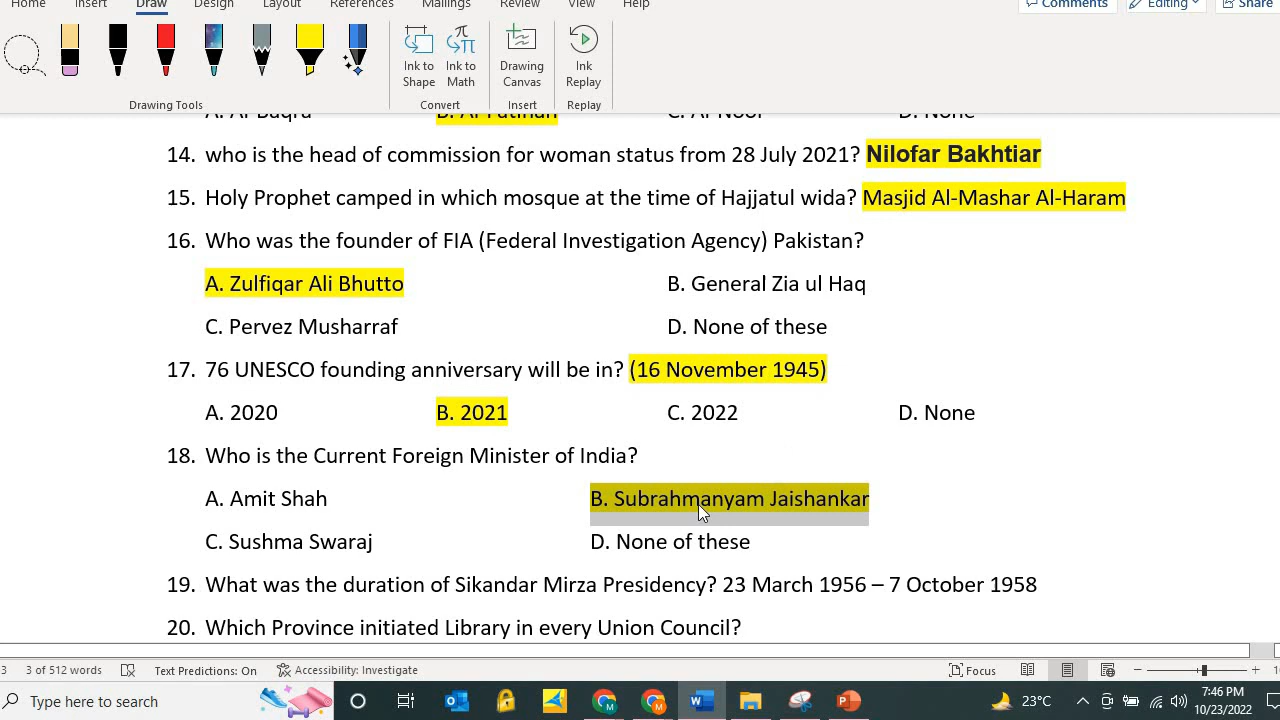 Home Insert Draw Design Layout References Mailings Review View Help
Comments Editing Share
Ink to Shape
Ink to Math
Drawing Canvas
Ink Replay
Drawing Tools Convert Insert Replay
B. Al Fatihah D. None
14. who is the head of commission for woman status from 28 July 2021? Nilofar Bakhtiar
15. Holy Prophet camped in which mosque at the time of Hajjatul wida? Masjid Al-Mashar Al-Haram
16. Who was the founder of FIA (Federal Investigation Agency) Pakistan?
A. Zulfiqar Ali Bhutto B. General Zia ul Haq
C. Pervez Musharraf D. None of these
17. 76 UNESCO founding anniversary will be in? (16 November 1945)
A. 2020 B. 2021 C. 2022 D. None
18. Who is the Current Foreign Minister of India?
A. Amit Shah B. Subrahmanyam Jaishankar
C. Sushma Swaraj D. None of these
19. What was the duration of Sikandar Mirza Presidency? 23 March 1956 – 7 October 1958
20. Which Province initiated Library in every Union Council?
3 3 of 512 words Text Predictions: On Accessibility: Investigate Focus
Type here to search 23°C 7:46 PM
10/23/2022